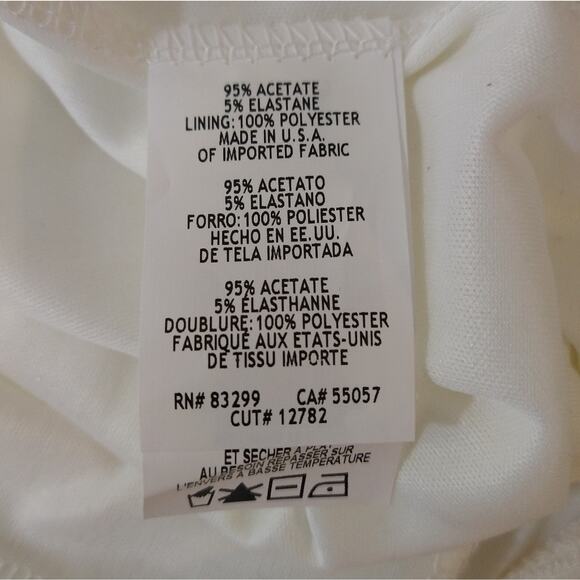 95% ACETATE
5% ELASTANE
LINING: 100% POLYESTER
MADE IN U.S.A.
OF IMPORTED FABRIC
95% ACETATO
5% ELASTANO
FORRO: 100% POLIESTER
HECHO EN EE.UU.
DE TELA IMPORTADA
95% ACETATE
5% ÉLASTHANNE
DOUBLURE: 100% POLYESTER
FABRIQUÉ AUX ETATS-UNIS
DE TISSU IMPORTE
RN# 83299 CA# 55057
CUT# 12782
ET SECHER A PLAT
AU BESOIN REPASSER SUR
L'ENVERS A BASSE TEMPERATURE